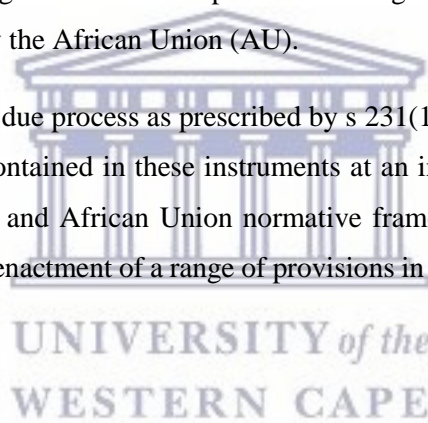 the African Union (AU).
due process as prescribed by s 231(1
ontained in these instruments at an i
and African Union normative fram
enactment of a range of provisions in
UNIVERSITY of the
WESTERN CAPE